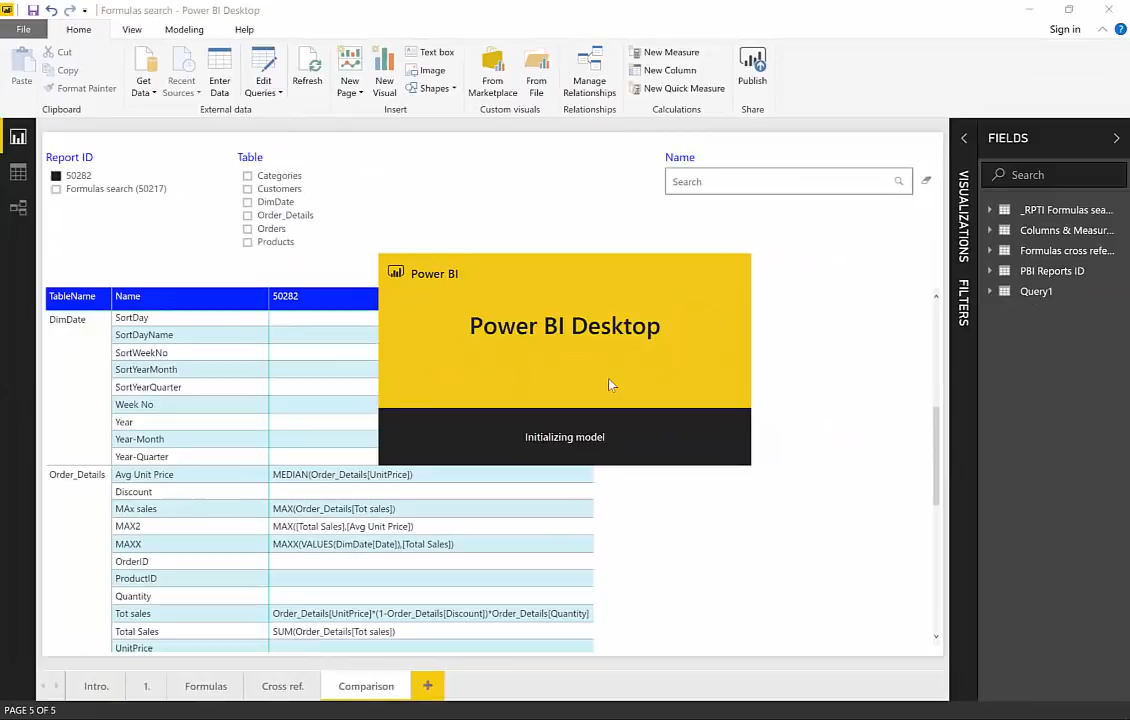 Formulas search - Power BI Desktop
File
Home
View
Modeling
Help
Sign in
Paste
Cut
Copy
Format Painter
Clipboard
Get Data
Recent Sources
Enter Data
Edit Queries
External data
Refresh
New Page
New Visual
Text box
Image
Shapes
Insert
From Marketplace
From File
Custom visuals
Manage Relationships
Relationships
New Measure
New Column
New Quick Measure
Calculations
Publish
Share
Report ID
50282
Formulas search (50217)
Table
Categories
Customers
DimDate
Order_Details
Orders
Products
Name
Search
Power BI
Power BI Desktop
Initializing model
TableName Name 50282
DimDate SortDay
SortDayName
SortWeekNo
SortYearMonth
SortYearQuarter
Week No
Year
Year-Month
Year-Quarter
Order_Details Avg Unit Price MEDIAN(Order_Details[UnitPrice])
Discount
MAx sales MAX(Order_Details[Tot sales])
MAX2 MAX([Total Sales],[Avg Unit Price])
MAXX MAXX(VALUES(DimDate[Date]),[Total Sales])
OrderID
ProductID
Quantity
Tot sales Order_Details[UnitPrice]*(1-Order_Details[Discount])*Order_Details[Quantity]
Total Sales SUM(Order_Details[Tot sales])
UnitPrice
VISUALIZATIONS
FILTERS
FIELDS
Search
_RPTI Formulas sea...
Columns & Measur...
Formulas cross refe...
PBI Reports ID
Query1
Intro.
1.
Formulas
Cross ref.
Comparison
+
PAGE 5 OF 5